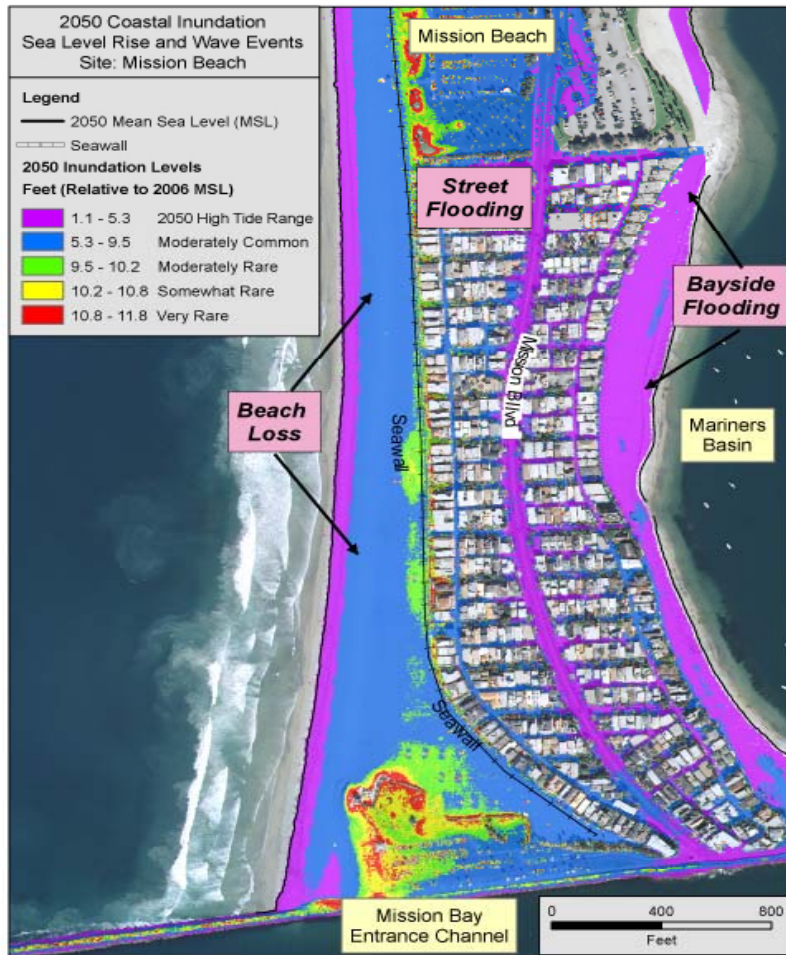 2050 Coastal Inundation
Sea Level Rise and Wave Events
Site: Mission Beach
Legend
2050 Mean Sea Level (MSL)
Seawall
2050 Inundation Levels
Feet (Relative to 2006 MSL)
1.1 - 5.3 2050 High Tide Range
5.3 - 9.5 Moderately Common
9.5 - 10.2 Moderately Rare
10.2 - 10.8 Somewhat Rare
10.8 - 11.8 Very Rare
Mission Beach
Street
Flooding
Bayside
Flooding
Mission Bllvd
Beach
Loss
Seawall
Mariners
Basin
Seawall
Mission Bay
Entrance Channel
0 400 800
Feet